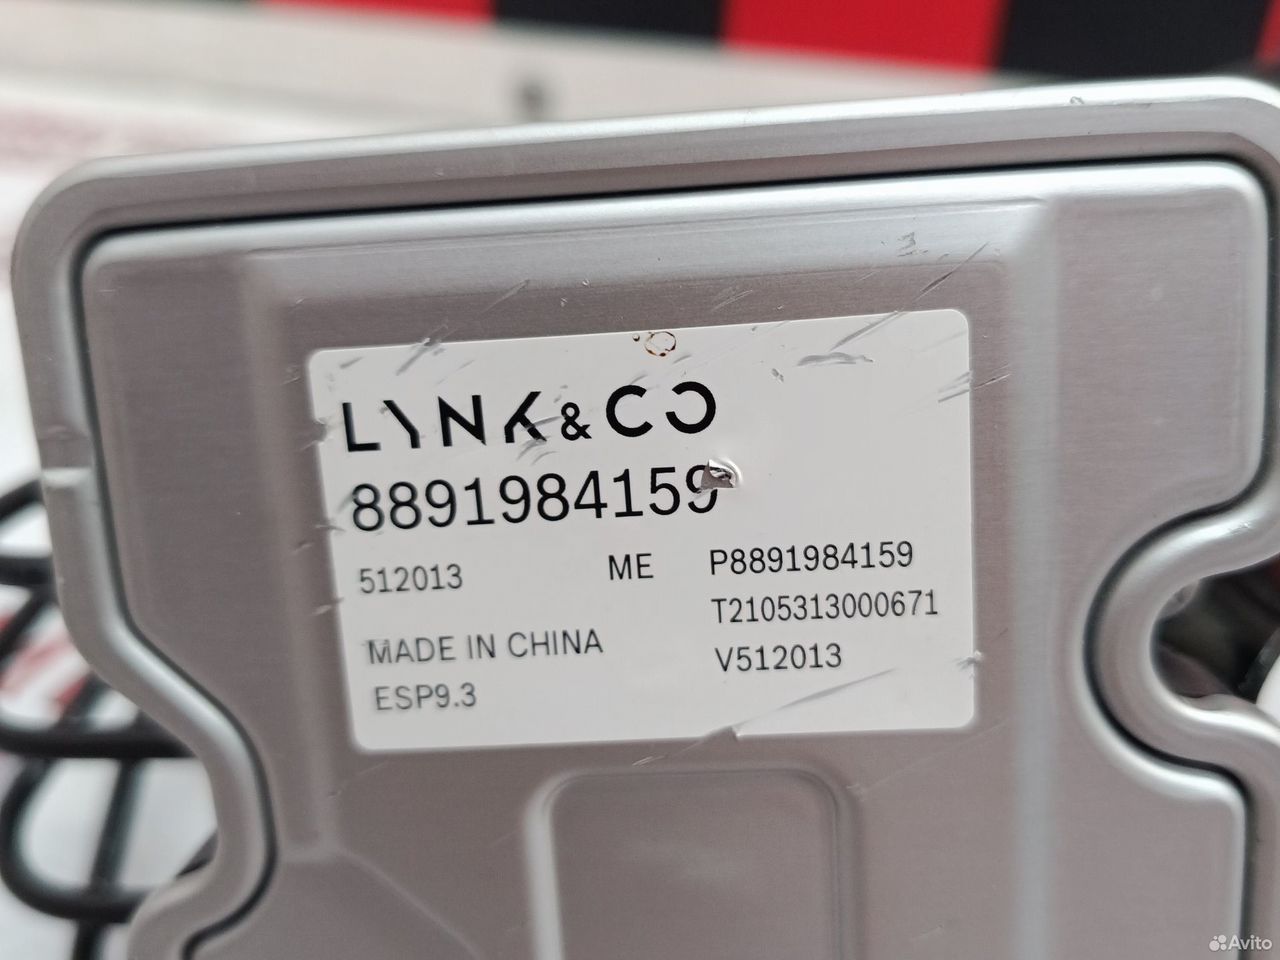 LYNK & CO
8891984159
512013 ME P8891984159
T2105313000671
MADE IN CHINA V512013
ESP9.3
Avito